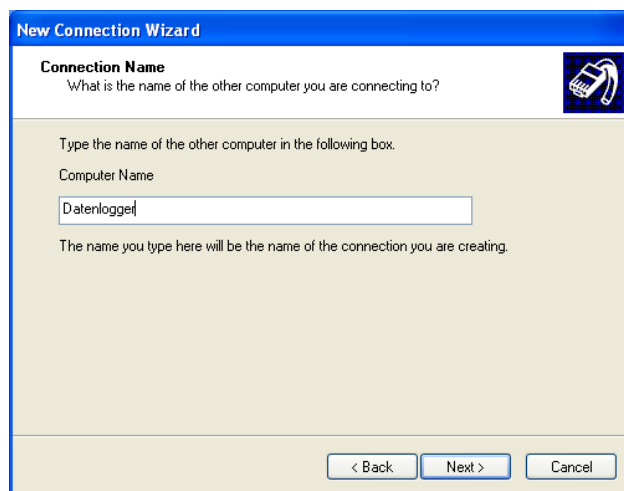 New Connection Wizard
Connection Name
What is the name of the other computer you are connecting to?
Type the name of the other computer in the following box.
Computer Name
Datenlogger
The name you type here will be the name of the connection you are creating.
< Back Next > Cancel